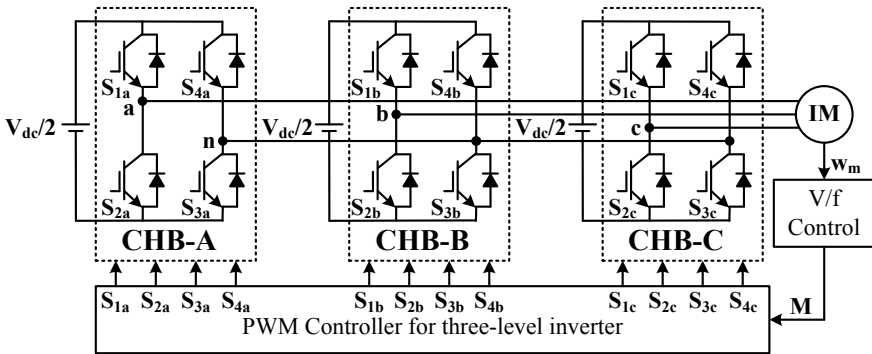 S1a S4a S1b S4b S1c S4c
a b c IM
Vdc/2 n Vdc/2 Vdc/2
wm
S2a S3a S2b S3b S2c S3c
V/f
Control
CHB-A CHB-B CHB-C
S1a S2a S3a S4a S1b S2b S3b S4b S1c S2c S3c S4c M
PWM Controller for three-level inverter